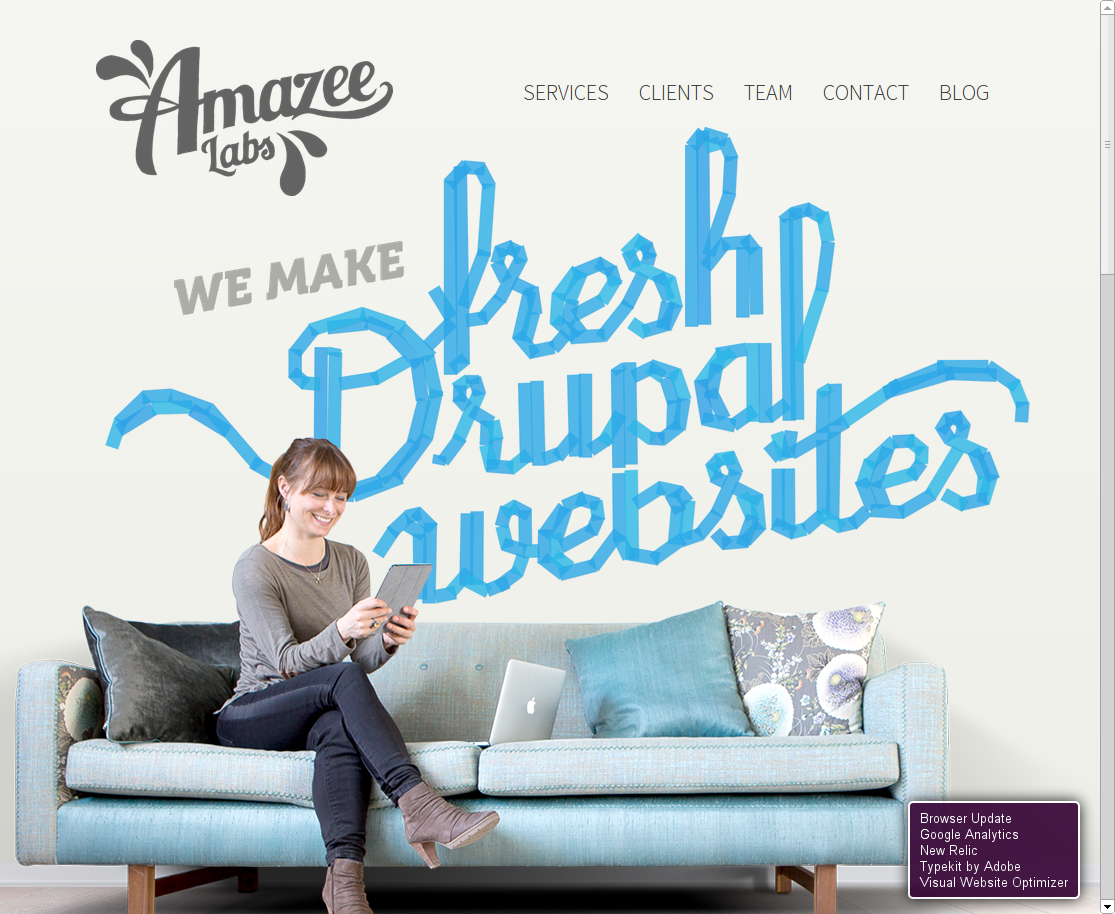 Amazee
Labs
SERVICES CLIENTS TEAM CONTACT BLOG
WE MAKE
fresh
Drupal
websites
Browser Update
Google Analytics
New Relic
Typekit by Adobe
Visual Website Optimizer